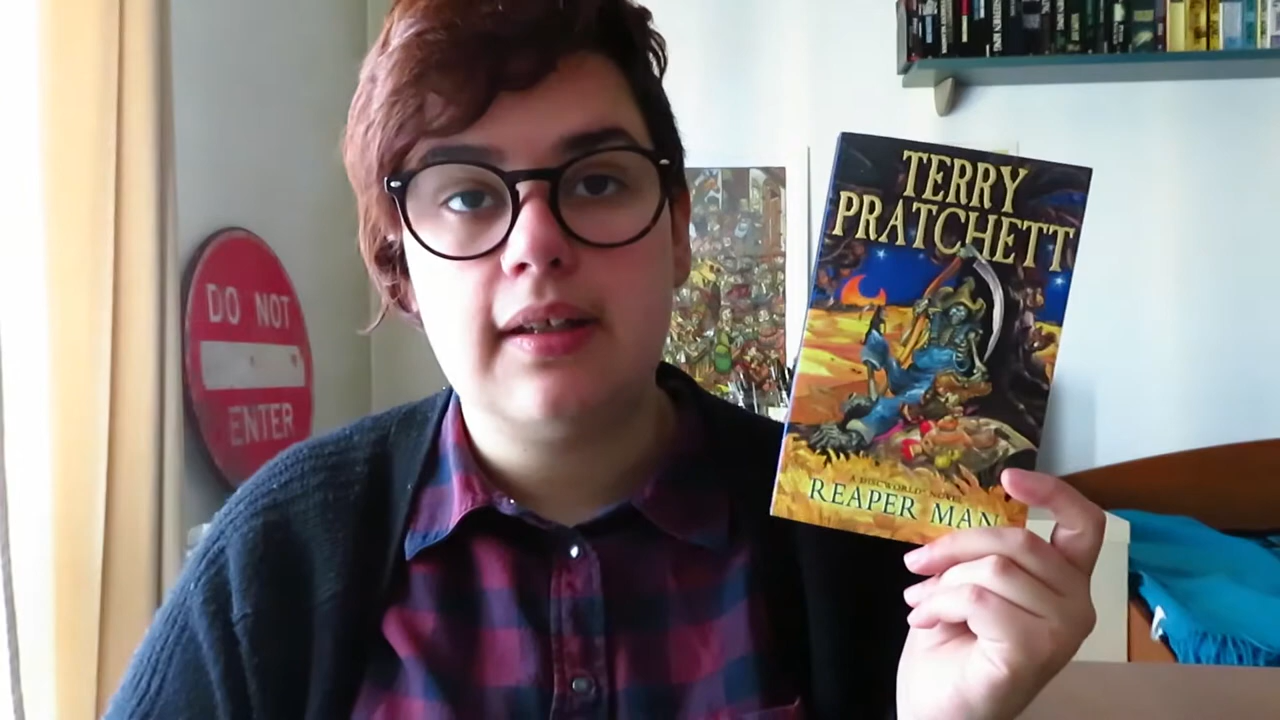 DO NOT
ENTER
TERRY
PRATCHETT
A DISCWORLD® NOVEL
REAPER MAN